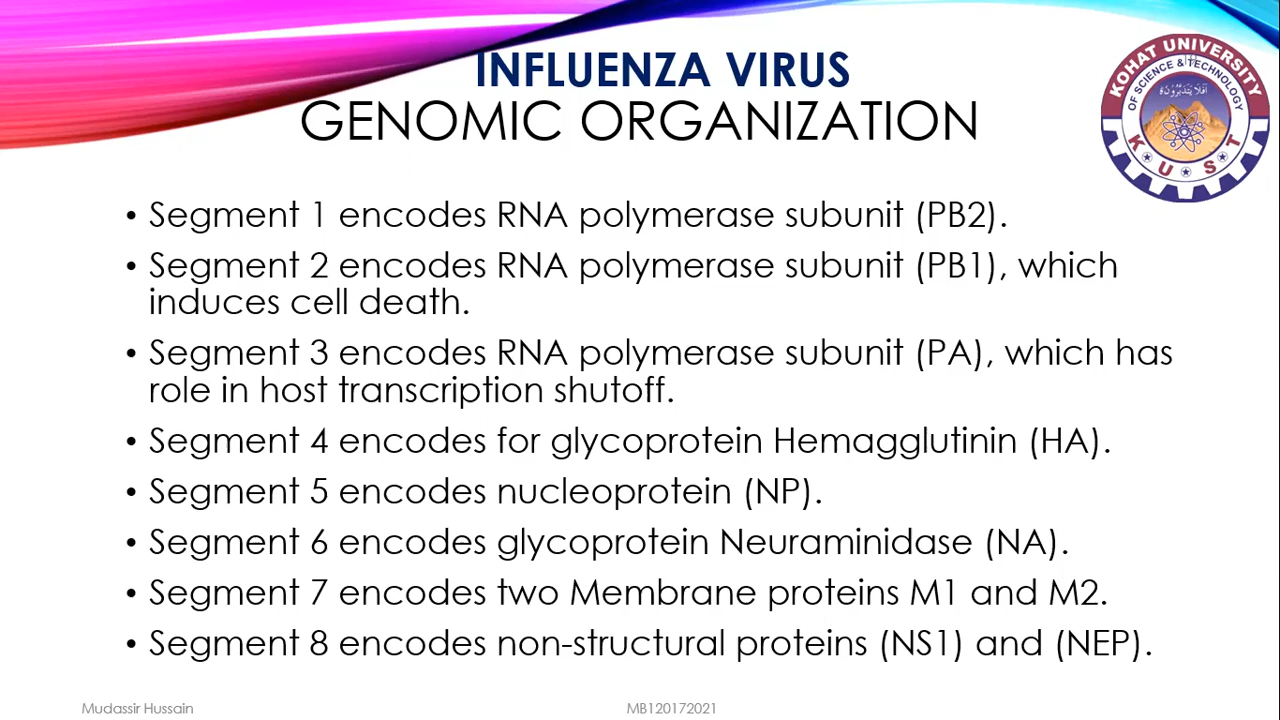 INFLUENZA VIRUS
GENOMIC ORGANIZATION
KOHAT UNIVERSITY
OF SCIENCE & TECHNOLOGY
K U S T
• Segment 1 encodes RNA polymerase subunit (PB2).
• Segment 2 encodes RNA polymerase subunit (PB1), which
induces cell death.
• Segment 3 encodes RNA polymerase subunit (PA), which has
role in host transcription shutoff.
• Segment 4 encodes for glycoprotein Hemagglutinin (HA).
• Segment 5 encodes nucleoprotein (NP).
• Segment 6 encodes glycoprotein Neuraminidase (NA).
• Segment 7 encodes two Membrane proteins M1 and M2.
• Segment 8 encodes non-structural proteins (NS1) and (NEP).
Mudassir Hussain
MB120172021